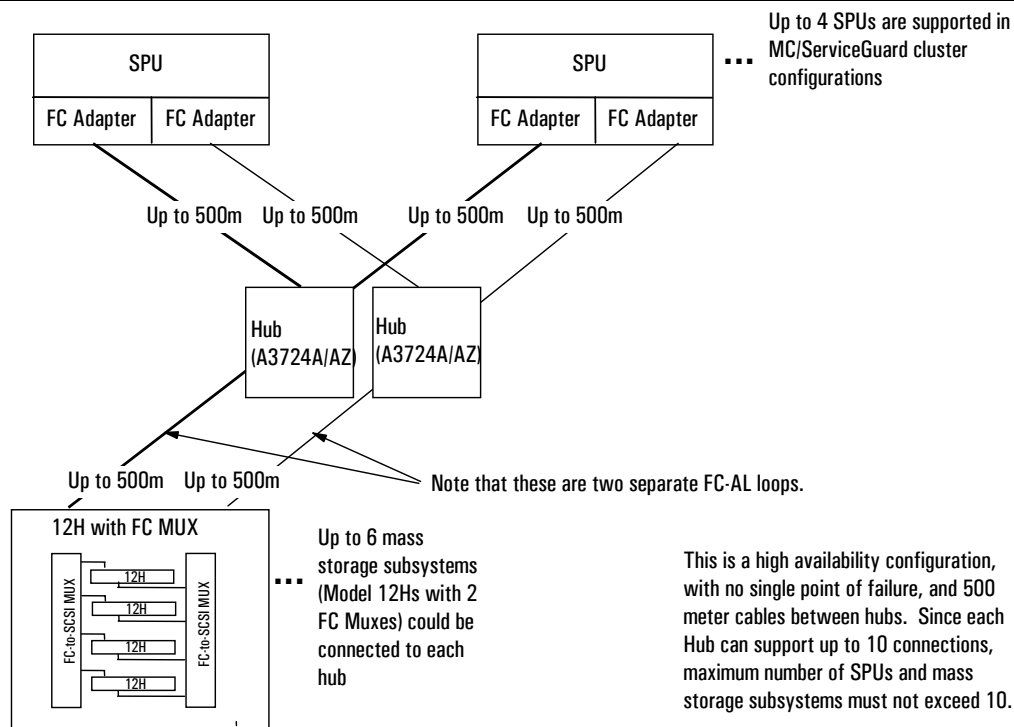 Up to 4 SPUs are supported in
MC/ServiceGuard cluster
configurations
...
SPU
FC Adapter
FC Adapter
SPU
FC Adapter
FC Adapter
Up to 500m
Up to 500m
Up to 500m
Up to 500m
Hub
(A3724A/AZ)
Hub
(A3724A/AZ)
Up to 500m
Up to 500m
Note that these are two separate FC-AL loops.
12H with FC MUX
FC-to-SCSI MUX
12H
12H
12H
12H
FC-to-SCSI MUX
...
Up to 6 mass
storage subsystems
(Model 12Hs with 2
FC Muxes) could be
connected to each
hub
This is a high availability configuration,
with no single point of failure, and 500
meter cables between hubs. Since each
Hub can support up to 10 connections,
maximum number of SPUs and mass
storage subsystems must not exceed 10.